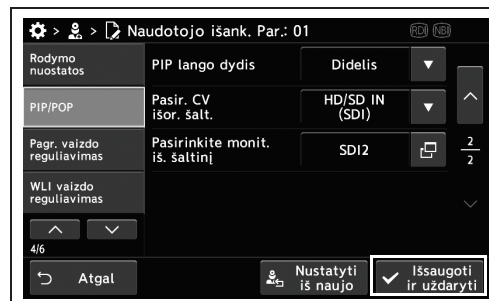 > > Naudotojo išank. Par.: 01 RDI NBI
Rodymo
nuostatos
PIP lango dydis Didelis
PIP/POP
Pasir. CV
išor. šalt.
HD/SD IN
(SDI)
Pagr. vaizdo
reguliavimas
Pasirinkite monit.
iš. šaltinį
SDI2
2
2
WLI vaizdo
reguliavimas
4/6
Atgal
Nustatyti
iš naujo
Išsaugoti
ir uždaryti